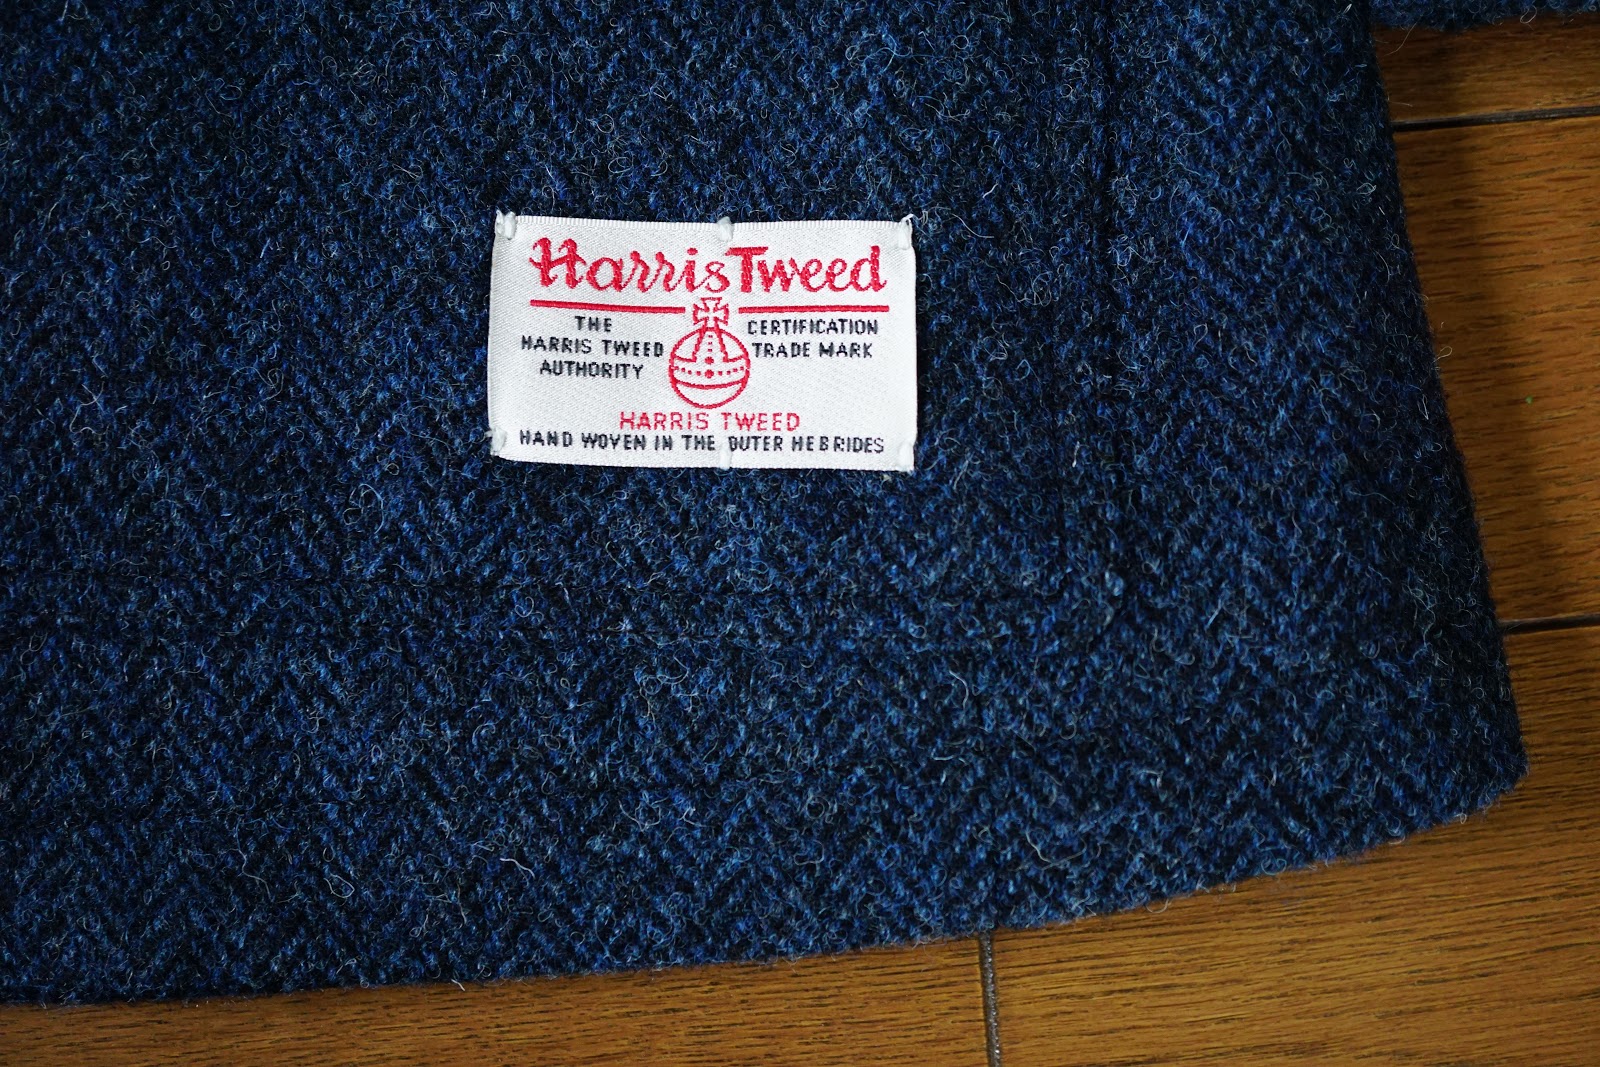 Harris Tweed
THE
HARRIS TWEED
AUTHORITY
CERTIFICATION
TRADE MARK
HARRIS TWEED
HAND WOVEN IN THE OUTER HEBRIDES